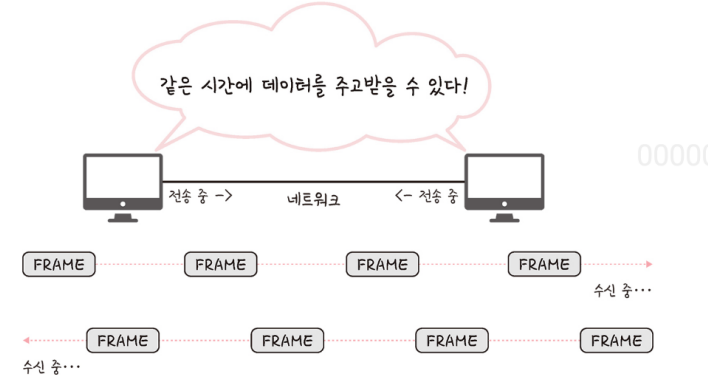 같은 시간에 데이터를 주고받을 수 있다!
전송 중 ->
네트워크
<- 전송 중
FRAME FRAME FRAME FRAME
수신 중···
FRAME FRAME FRAME FRAME
수신 중···